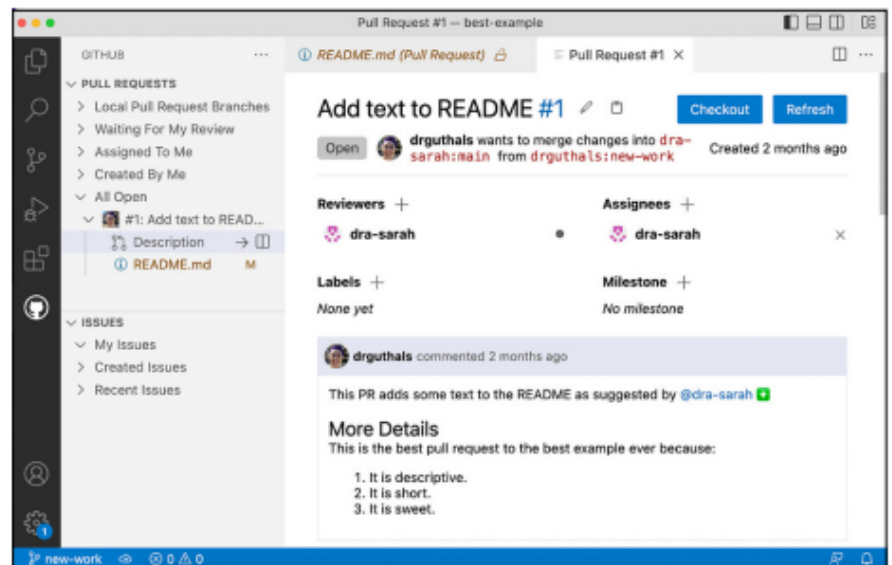 Pull Request #1 — best-example
GITHUB
PULL REQUESTS
Local Pull Request Branches
Waiting For My Review
Assigned To Me
Created By Me
All Open
#1: Add text to READ...
Description
README.md M
ISSUES
My Issues
Created Issues
Recent Issues
README.md (Pull Request)
Pull Request #1
Add text to README #1
Checkout
Refresh
Open
drguthals wants to merge changes into dra-
sarah:main from drguthals:new-work
Created 2 months ago
Reviewers
dra-sarah
Assignees
dra-sarah
Labels
None yet
Milestone
No milestone
drguthals commented 2 months ago
This PR adds some text to the README as suggested by @dra-sarah
More Details
This is the best pull request to the best example ever because:
1. It is descriptive.
2. It is short.
3. It is sweet.
1
new-work 0 0